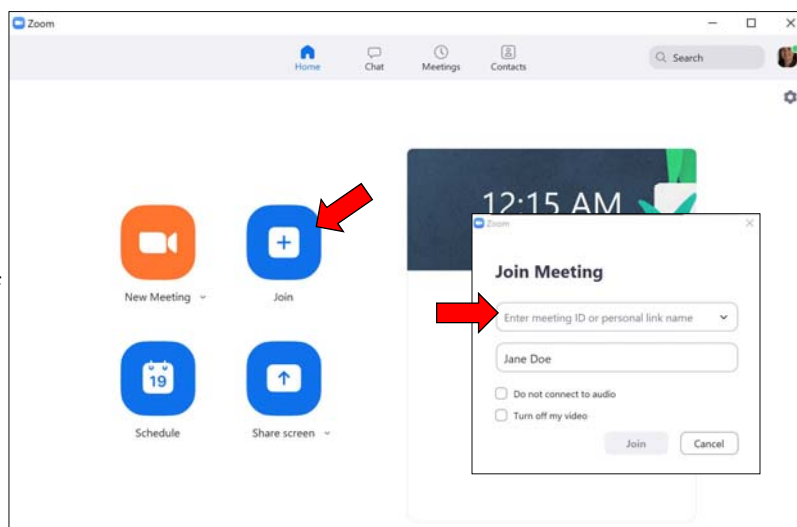 Zoom
Home
Chat
Meetings
Contacts
Search
12:15 AM
New Meeting
Join
19
Schedule
Share screen
Zoom
Join Meeting
Enter meeting ID or personal link name
Jane Doe
Do not connect to audio
Turn off my video
Join Cancel